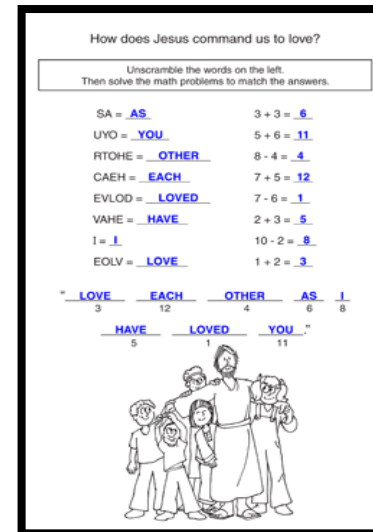 How does Jesus command us to love?
Unscramble the words on the left.
Then solve the math problems to match the answers.
SA = AS 3 + 3 = 6
UYO = YOU 5 + 6 = 11
RTOHE = OTHER 8 - 4 = 4
CAEH = EACH 7 + 5 = 12
EVLOD = LOVED 7 - 6 = 1
VAHE = HAVE 2 + 3 = 5
I = I 10 - 2 = 8
EOLV = LOVE 1 + 2 = 3
“ LOVE EACH OTHER AS I
3 12 4 6 8
HAVE LOVED YOU .”
5 1 11